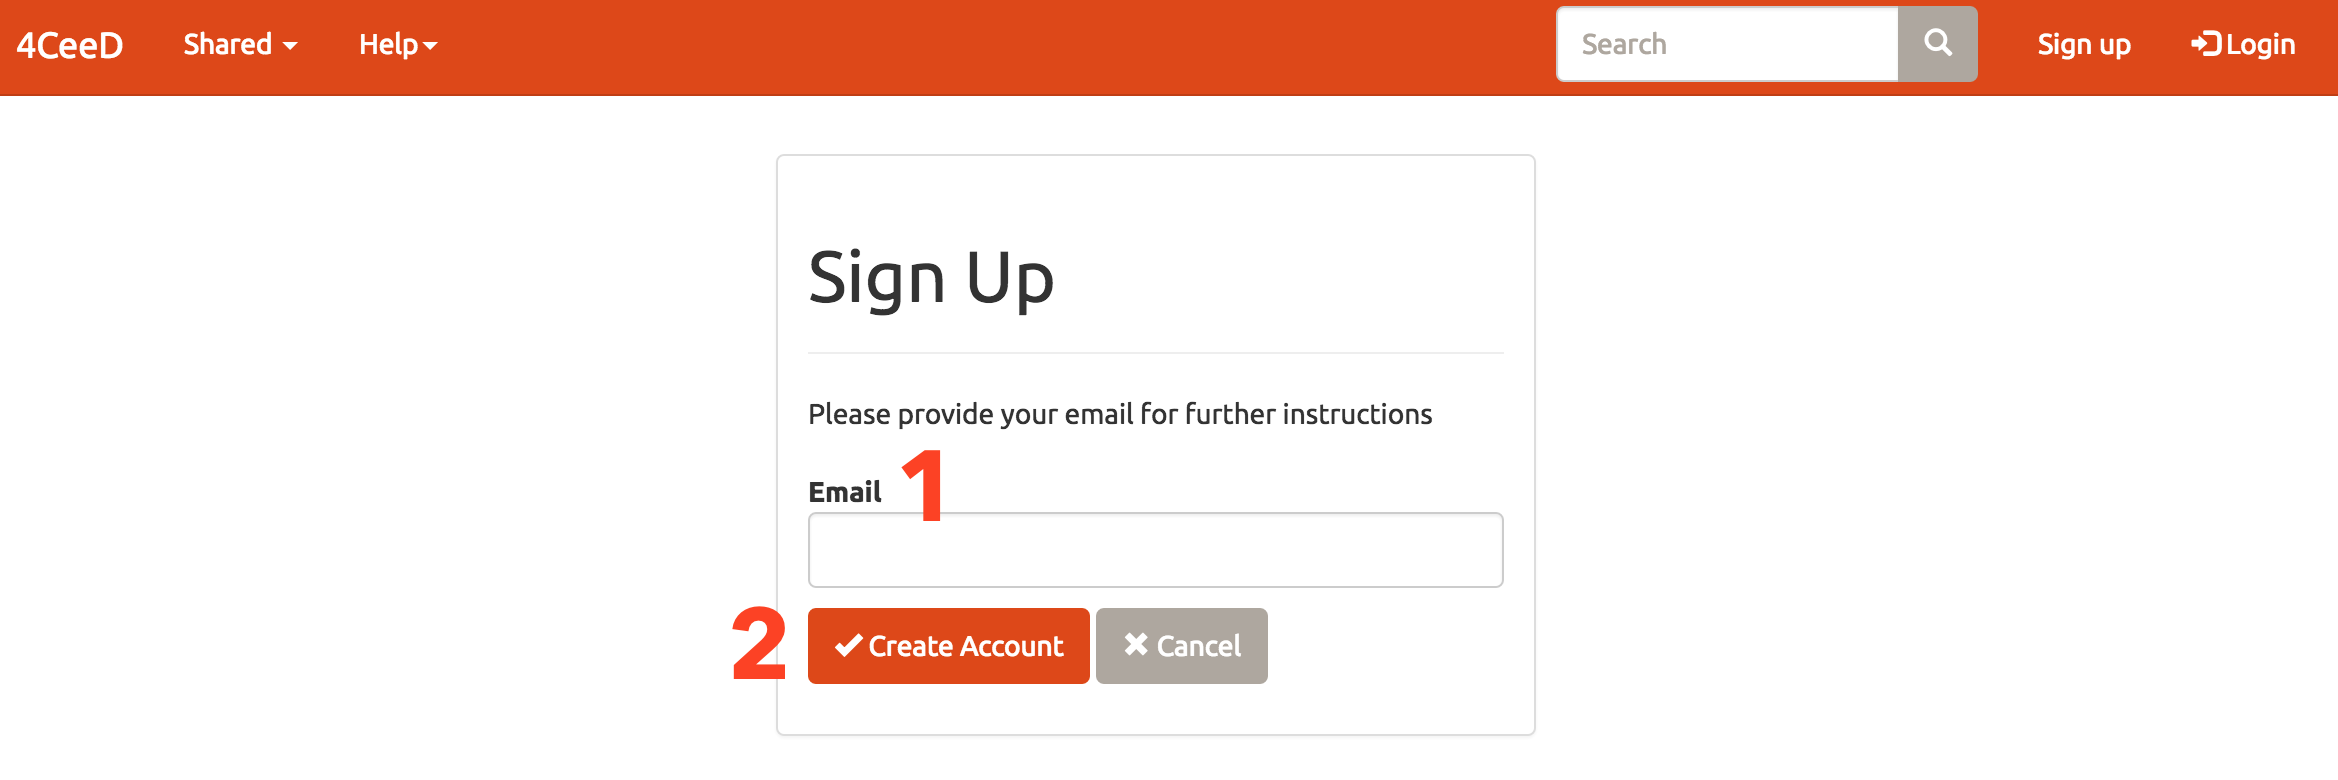 4CeeD Shared Help Search Sign up Login
Sign Up
Please provide your email for further instructions
Email 1
2 Create Account Cancel